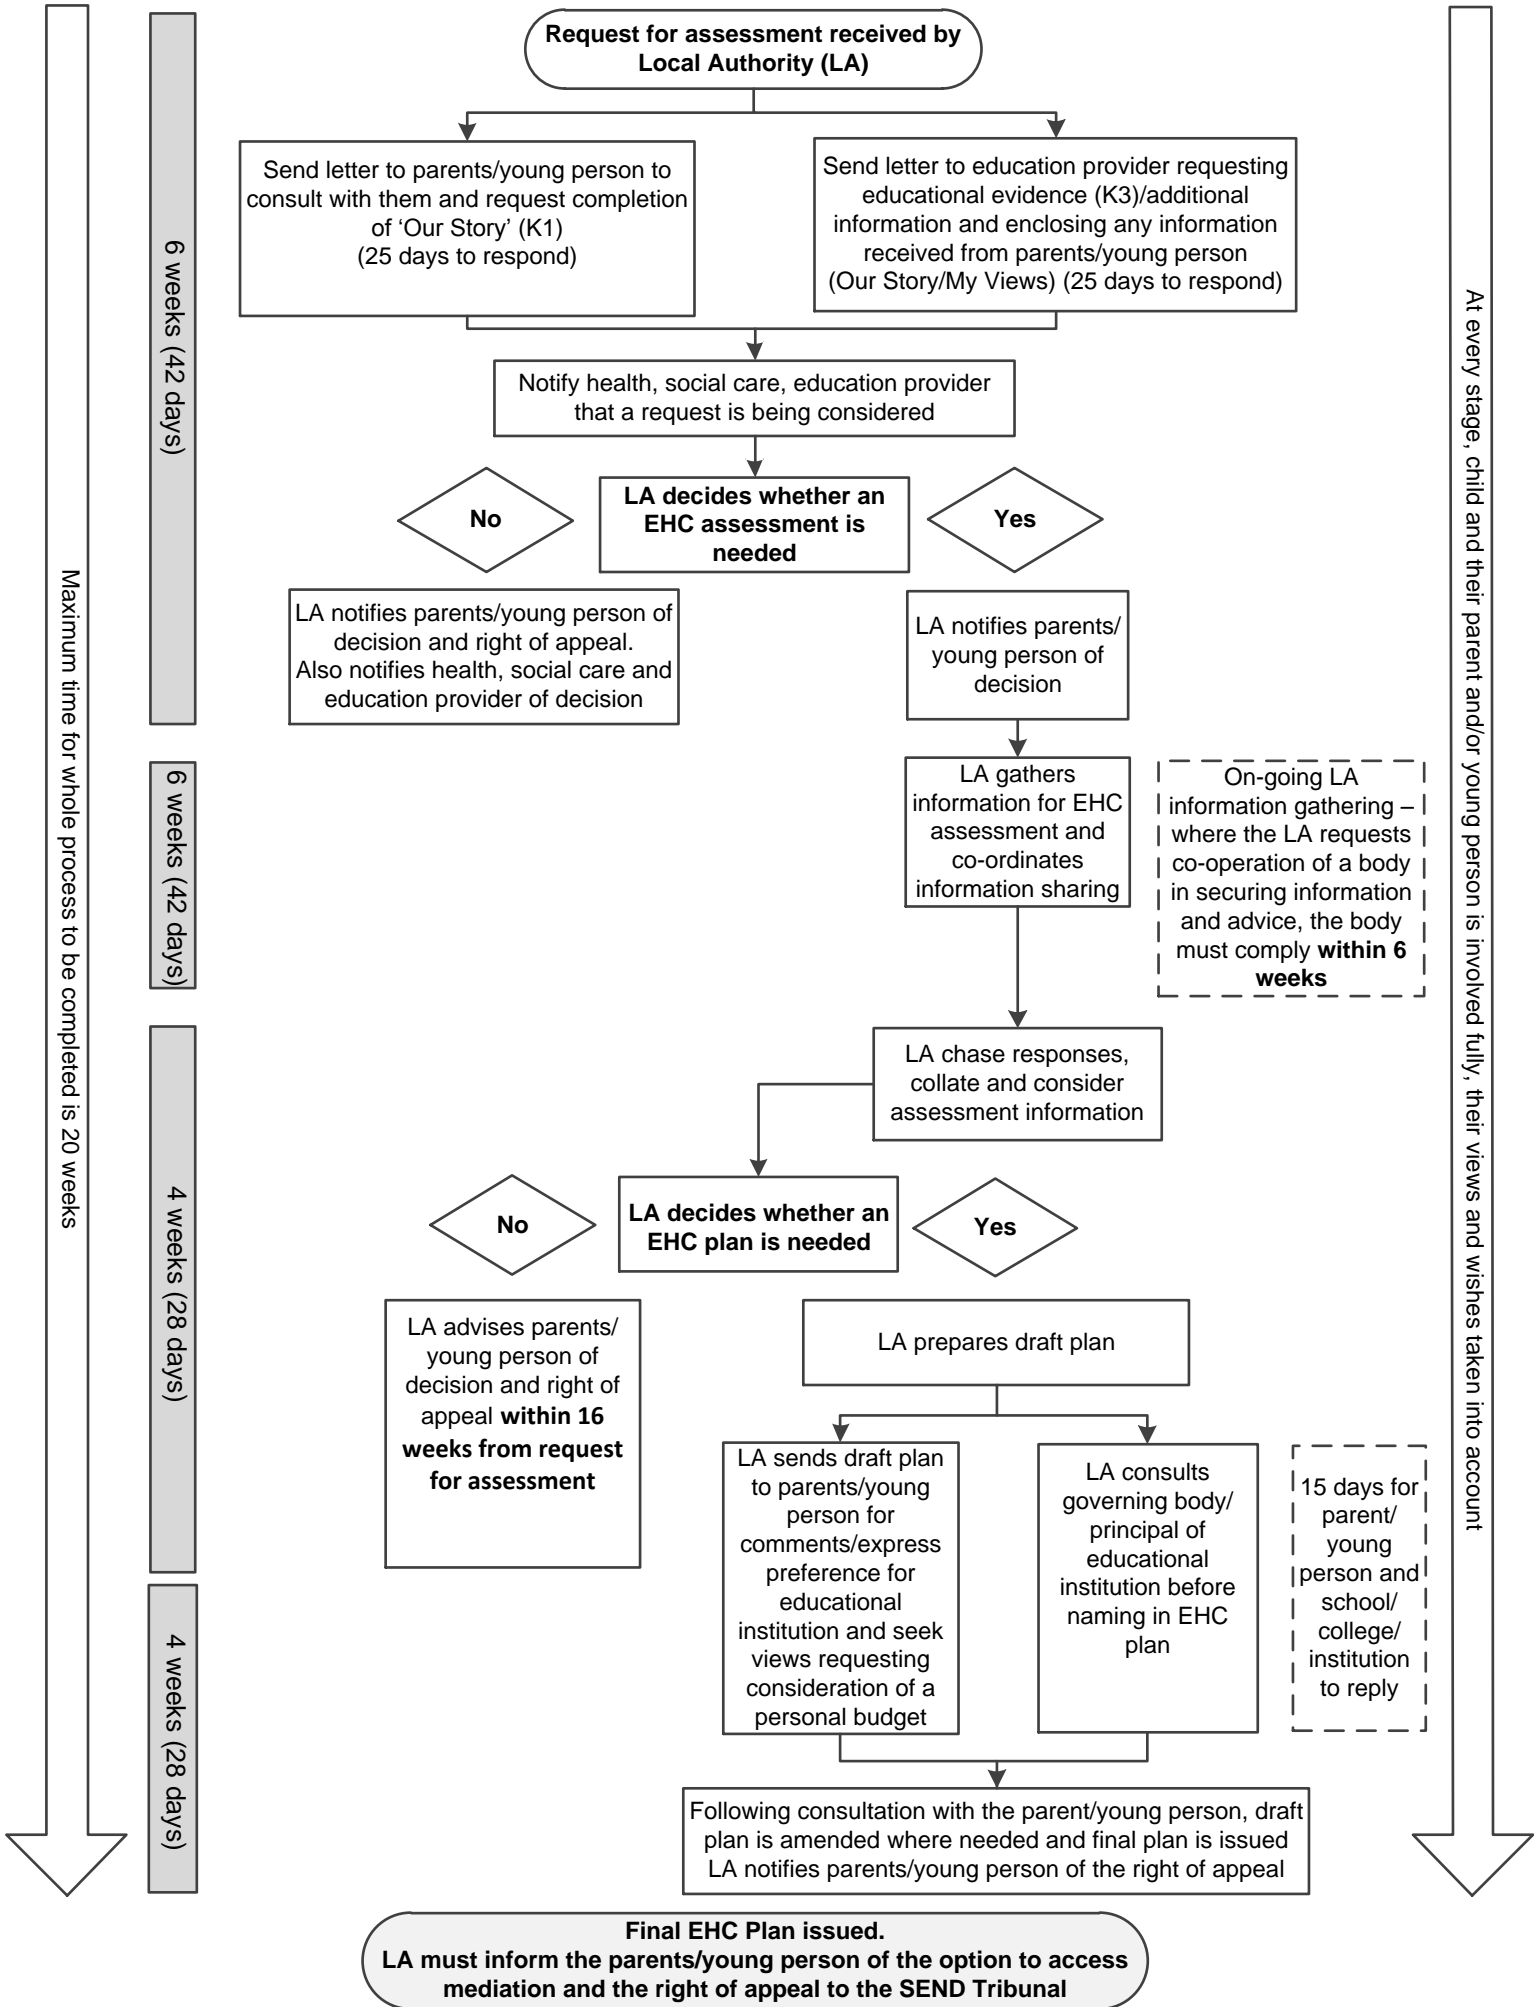 Request for assessment received by
Local Authority (LA)
Send letter to parents/young person to
consult with them and request completion
of ‘Our Story’ (K1)
(25 days to respond)
Send letter to education provider requesting
educational evidence (K3)/additional
information and enclosing any information
received from parents/young person
(Our Story/My Views) (25 days to respond)
Notify health, social care, education provider
that a request is being considered
LA decides whether an
EHC assessment is
needed
No
Yes
LA notifies parents/young person of
decision and right of appeal.
Also notifies health, social care and
education provider of decision
LA notifies parents/
young person of
decision
LA gathers
information for EHC
assessment and
co-ordinates
information sharing
On-going LA
information gathering –
where the LA requests
co-operation of a body
in securing information
and advice, the body
must comply within 6
weeks
LA chase responses,
collate and consider
assessment information
LA decides whether an
EHC plan is needed
No
Yes
LA advises parents/
young person of
decision and right of
appeal within 16
weeks from request
for assessment
LA prepares draft plan
LA sends draft plan
to parents/young
person for
comments/express
preference for
educational
institution and seek
views requesting
consideration of a
personal budget
LA consults
governing body/
principal of
educational
institution before
naming in EHC
plan
15 days for
parent/
young
person and
school/
college/
institution
to reply
Following consultation with the parent/young person, draft
plan is amended where needed and final plan is issued
LA notifies parents/young person of the right of appeal
Final EHC Plan issued.
LA must inform the parents/young person of the option to access
mediation and the right of appeal to the SEND Tribunal
Maximum time for whole process to be completed is 20 weeks
6 weeks (42 days)
6 weeks (42 days)
4 weeks (28 days)
4 weeks (28 days)
At every stage, child and their parent and/or young person is involved fully, their views and wishes taken into account